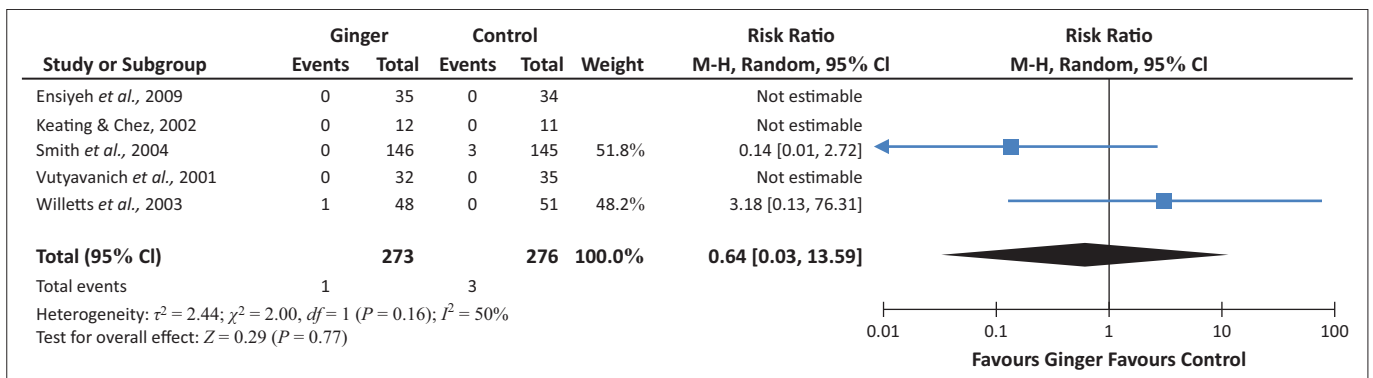 Ginger Control Risk Ratio Risk Ratio
Study or Subgroup Events Total Events Total Weight M-H, Random, 95% Cl M-H, Random, 95% Cl
Ensiyeh et al., 2009 0 35 0 34 Not estimable
Keating & Chez, 2002 0 12 0 11 Not estimable
Smith et al., 2004 0 146 3 145 51.8% 0.14 [0.01, 2.72]
Vutyavanich et al., 2001 0 32 0 35 Not estimable
Willetts et al., 2003 1 48 0 51 48.2% 3.18 [0.13, 76.31]
Total (95% Cl) 273 276 100.0% 0.64 [0.03, 13.59]
Total events 1 3
Heterogeneity: τ² = 2.44; χ² = 2.00, df = 1 (P = 0.16); I² = 50%
Test for overall effect: Z = 0.29 (P = 0.77)
0.01 0.1 1 10 100
Favours Ginger Favours Control